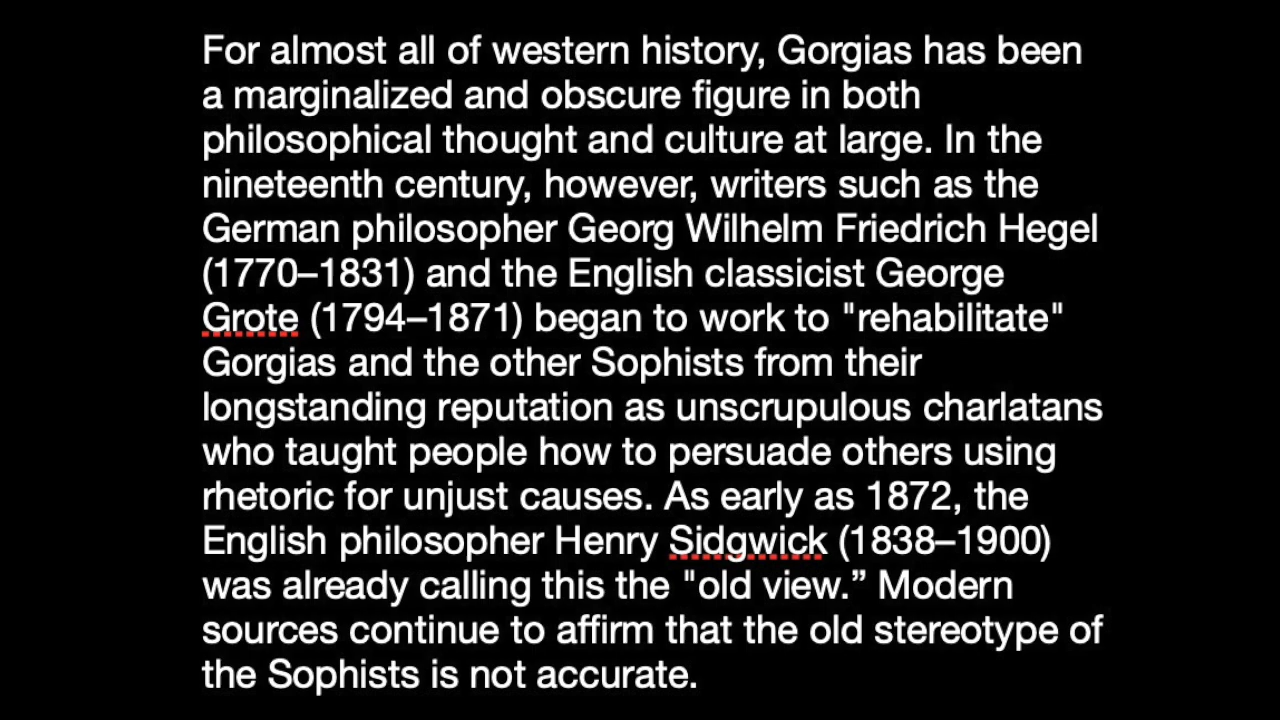 For almost all of western history, Gorgias has been
a marginalized and obscure figure in both
philosophical thought and culture at large. In the
nineteenth century, however, writers such as the
German philosopher Georg Wilhelm Friedrich Hegel
(1770–1831) and the English classicist George
Grote (1794–1871) began to work to "rehabilitate"
Gorgias and the other Sophists from their
longstanding reputation as unscrupulous charlatans
who taught people how to persuade others using
rhetoric for unjust causes. As early as 1872, the
English philosopher Henry Sidgwick (1838–1900)
was already calling this the "old view.” Modern
sources continue to affirm that the old stereotype of
the Sophists is not accurate.